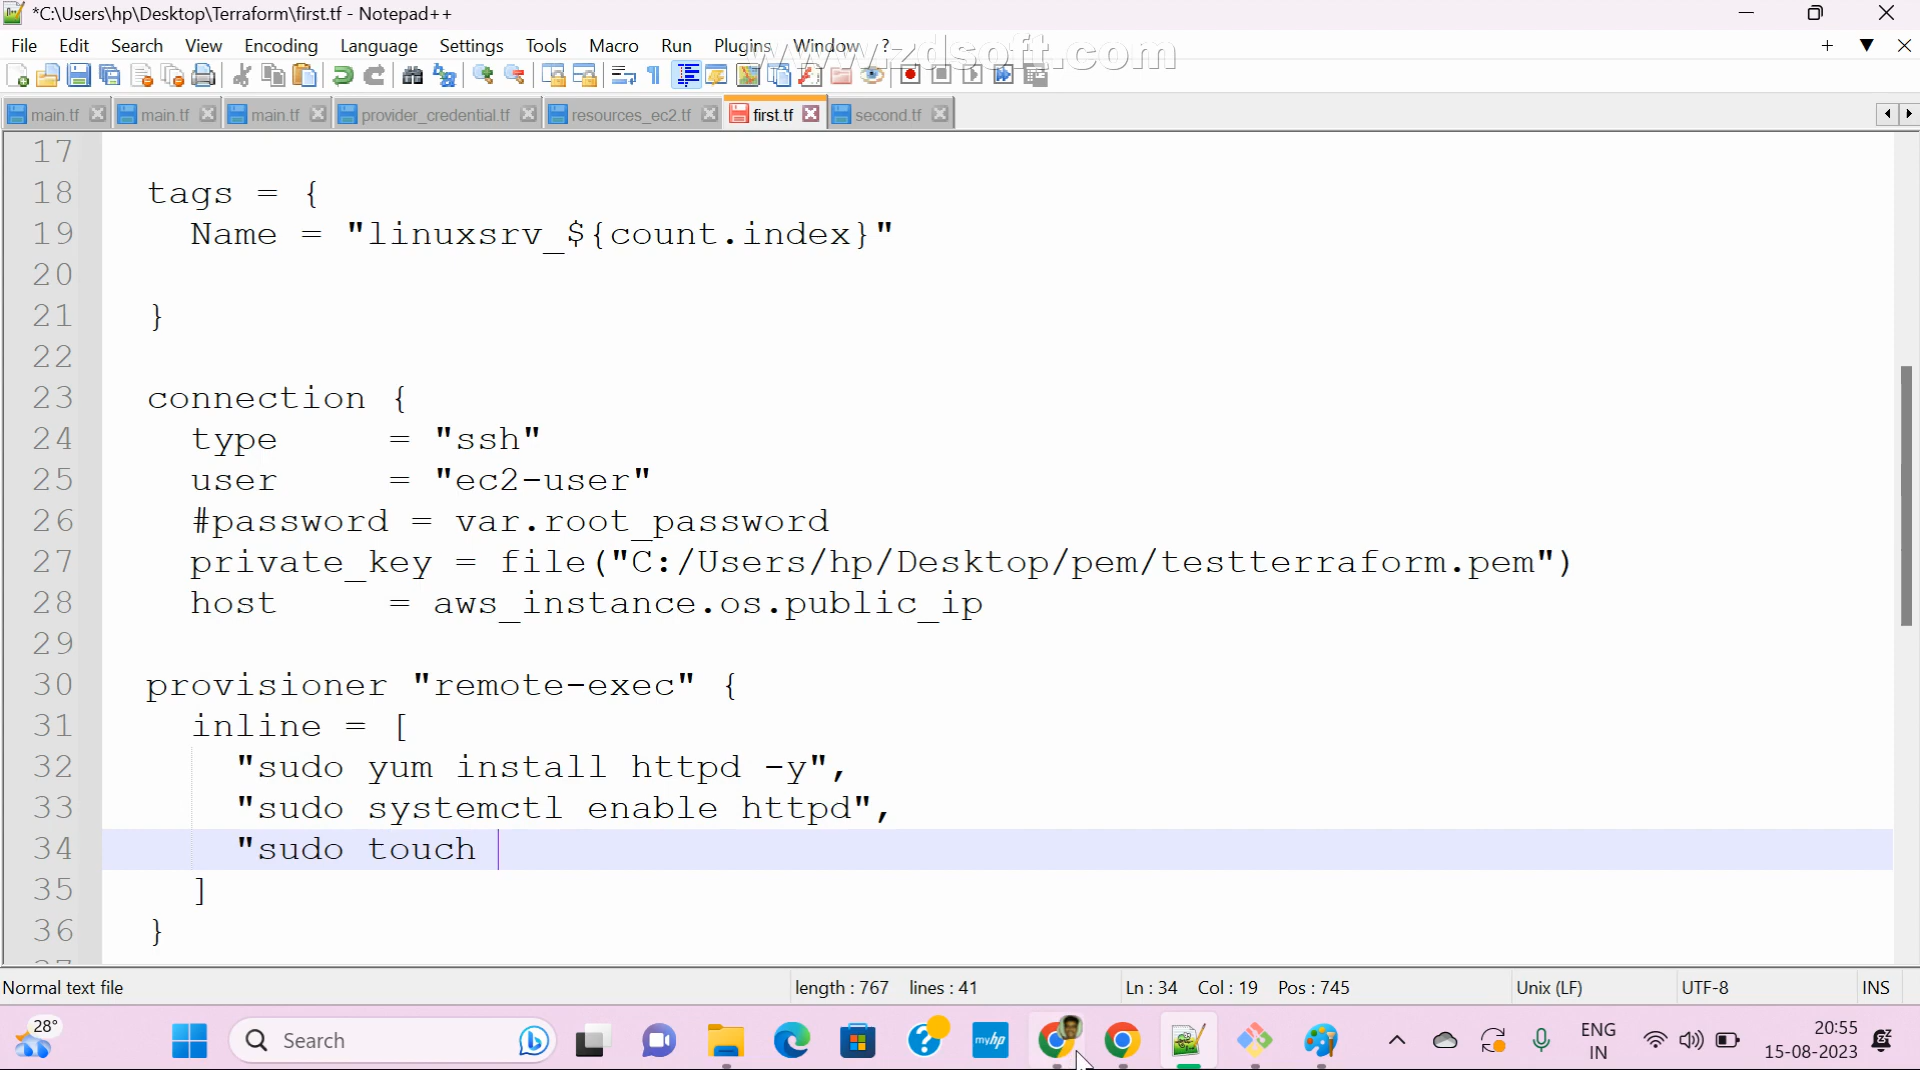 *C:\Users\hp\Desktop\Terraform\first.tf - Notepad++
File Edit Search View Encoding Language Settings Tools Macro Run Plugins Window ?
www.zdsoft.com
main.tf main.tf main.tf provider_credential.tf resources_ec2.tf first.tf second.tf
17
18 tags = {
19 Name = "linuxsrv_${count.index}"
20
21 }
22
23 connection {
24 type = "ssh"
25 user = "ec2-user"
26 #password = var.root_password
27 private_key = file("C:/Users/hp/Desktop/pem/testterraform.pem")
28 host = aws_instance.os.public_ip
29
30 provisioner "remote-exec" {
31 inline = [
32 "sudo yum install httpd -y",
33 "sudo systemctl enable httpd",
34 "sudo touch
35 ]
36 }
Normal text file length : 767 lines : 41 Ln : 34 Col : 19 Pos : 745 Unix (LF) UTF-8 INS
28° Search myhp ENG 20:55
IN 15-08-2023